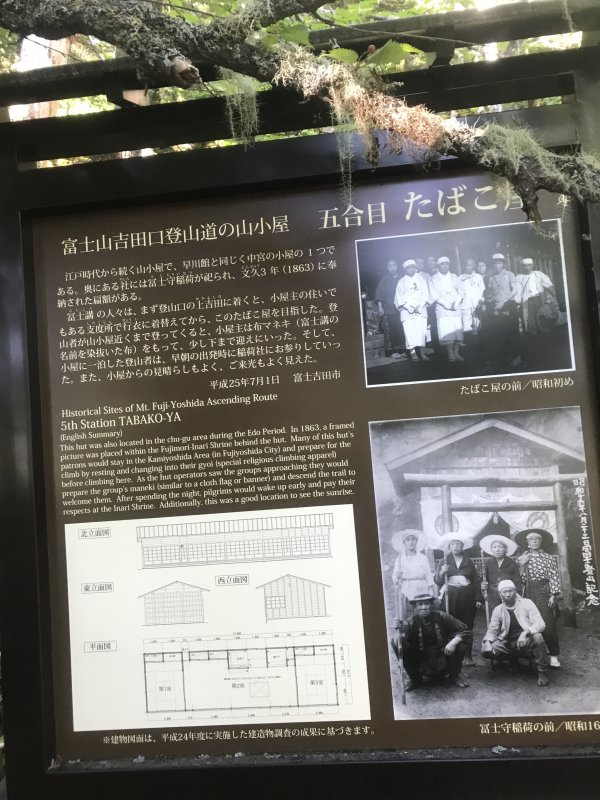 富士山吉田口登山道の山小屋　五合目 たばこ屋
江戸時代から続く山小屋で、早川館と同じく中宮の小屋の１つで
ある。奥にある社には富士守稲荷が祀られ、文久３年（1863）に奉
納された扁額がある。
富士講の人々は、まず登山口の上吉田に着くと、小屋主の住いで
もある支度所で行衣に着替えてから、このたばこ屋を目指した。登
山者が山小屋近くまで登ってくると、小屋主は布マネキ（富士講の
名前を染抜いた布）をもって、少し下まで迎えにいった。そして、
小屋に一泊した登山者は、早朝の出発時に稲荷社にお参りしていっ
た。また、小屋からの見晴らしもよく、ご来光もよく見えた。
平成25年7月1日　富士吉田市
Historical Sites of Mt. Fuji-Yoshida Ascending Route
5th Station TABAKO-YA
(English Summary)
This hut was also located in the chu-gu area during the Edo Period. In 1863, a framed
picture was placed within the Fujimori-Inari Shrine behind the hut. Many of this hut's
patrons would stay in the Kamiyoshida Area (in Fujiyoshida City) and prepare for the
climb by resting and changing into their gyoi (special religious climbing apparel)
before climbing here. As the hut operators saw the groups approaching they would
prepare the group's maneki (similar to a cloth flag or banner) and descend the trail to
welcome them. After spending the night, pilgrims would wake up early and pay their
respects at the Inari Shrine. Additionally, this was a good location to see the sunrise.
たばこ屋の前／昭和初め
北立面図
東立面図
西立面図
平面図
第1室
第2室
第3室
※建物図面は、平成24年度に実施した建造物調査の成果に基づきます。
冨士守稲荷の前／昭和16